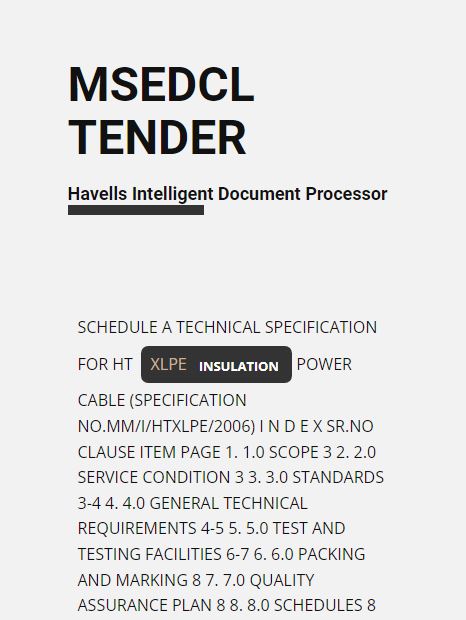 MSEDCL
TENDER
Havells Intelligent Document Processor
SCHEDULE A TECHNICAL SPECIFICATION
FOR HT XLPE INSULATION POWER
CABLE (SPECIFICATION
NO.MM/I/HTXLPE/2006) I N D E X SR.NO
CLAUSE ITEM PAGE 1. 1.0 SCOPE 3 2. 2.0
SERVICE CONDITION 3 3. 3.0 STANDARDS
3-4 4. 4.0 GENERAL TECHNICAL
REQUIREMENTS 4-5 5. 5.0 TEST AND
TESTING FACILITIES 6-7 6. 6.0 PACKING
AND MARKING 8 7. 7.0 QUALITY
ASSURANCE PLAN 8 8. 8.0 SCHEDULES 8